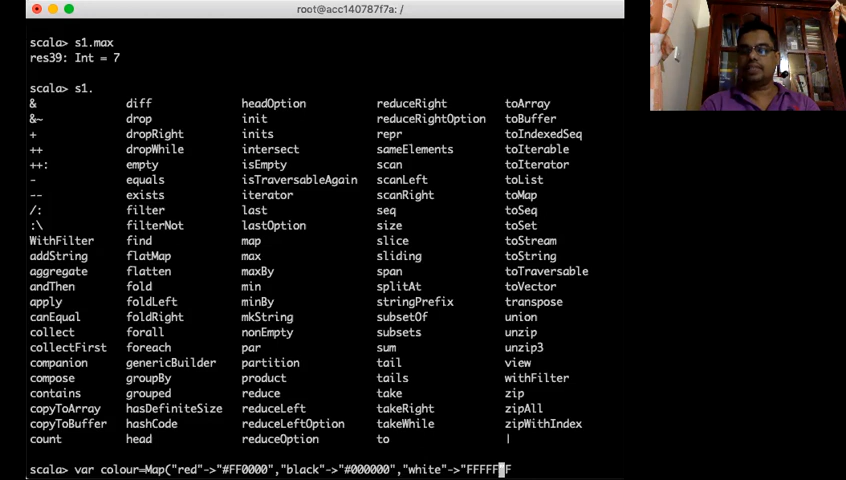 root@acc140787f7a: /
scala> s1.max
res39: Int = 7
scala> s1.
& diff headOption reduceRight toArray
&~ drop init reduceRightOption toBuffer
+ dropRight inits repr toIndexedSeq
++ dropWhile intersect sameElements toIterable
++: empty isEmpty scan toIterator
- equals isTraversableAgain scanLeft toList
-- exists iterator scanRight toMap
/: filter last seq toSeq
:\ filterNot lastOption size toSet
WithFilter find map slice toStream
addString flatMap max sliding toString
aggregate flatten maxBy span toTraversable
andThen fold min splitAt toVector
apply foldLeft minBy stringPrefix transpose
canEqual foldRight mkString subsetOf union
collect forall nonEmpty subsets unzip
collectFirst foreach par sum unzip3
companion genericBuilder partition tail view
compose groupBy product tails withFilter
contains grouped reduce take zip
copyToArray hasDefiniteSize reduceLeft takeRight zipAll
copyToBuffer hashCode reduceLeftOption takeWhile zipWithIndex
count head reduceOption to |
scala> var colour=Map("red"->"#FF0000","black"->"#000000","white"->"FFFFF"F